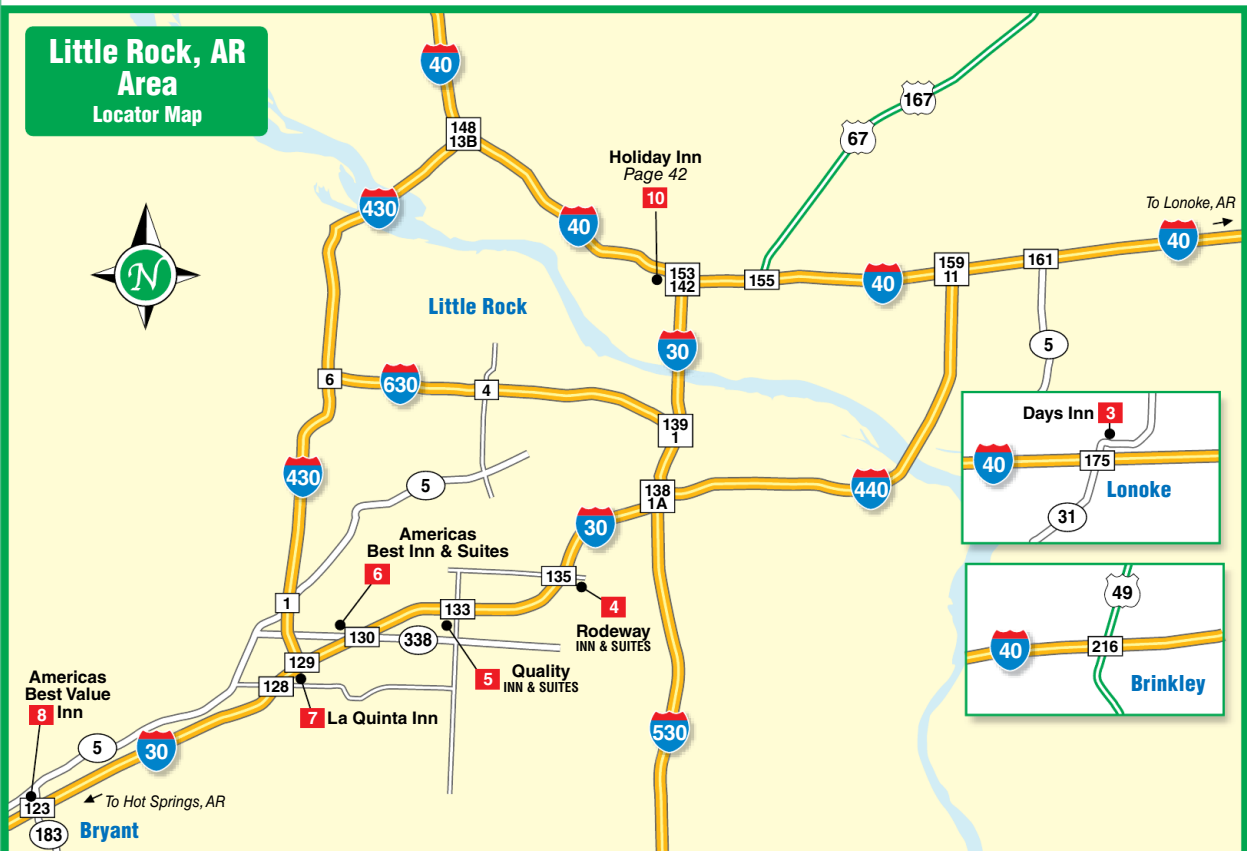 Little Rock, AR
Area
Locator Map
40
148
13B
430
167
67
Holiday Inn
Page 42
10
40
To Lonoke, AR
40
153
142
155
40
159
11
161
N
Little Rock
30
5
6
630
4
139
1
Days Inn 3
40
175
Lonoke
31
430
5
138
1A
440
30
Americas
Best Inn & Suites
6
135
4
Rodeway
INN & SUITES
1
133
130
338
5
Quality
INN & SUITES
129
128
7 La Quinta Inn
49
40
216
Brinkley
Americas
Best Value
8 Inn
5
30
530
To Hot Springs, AR
123
183
Bryant